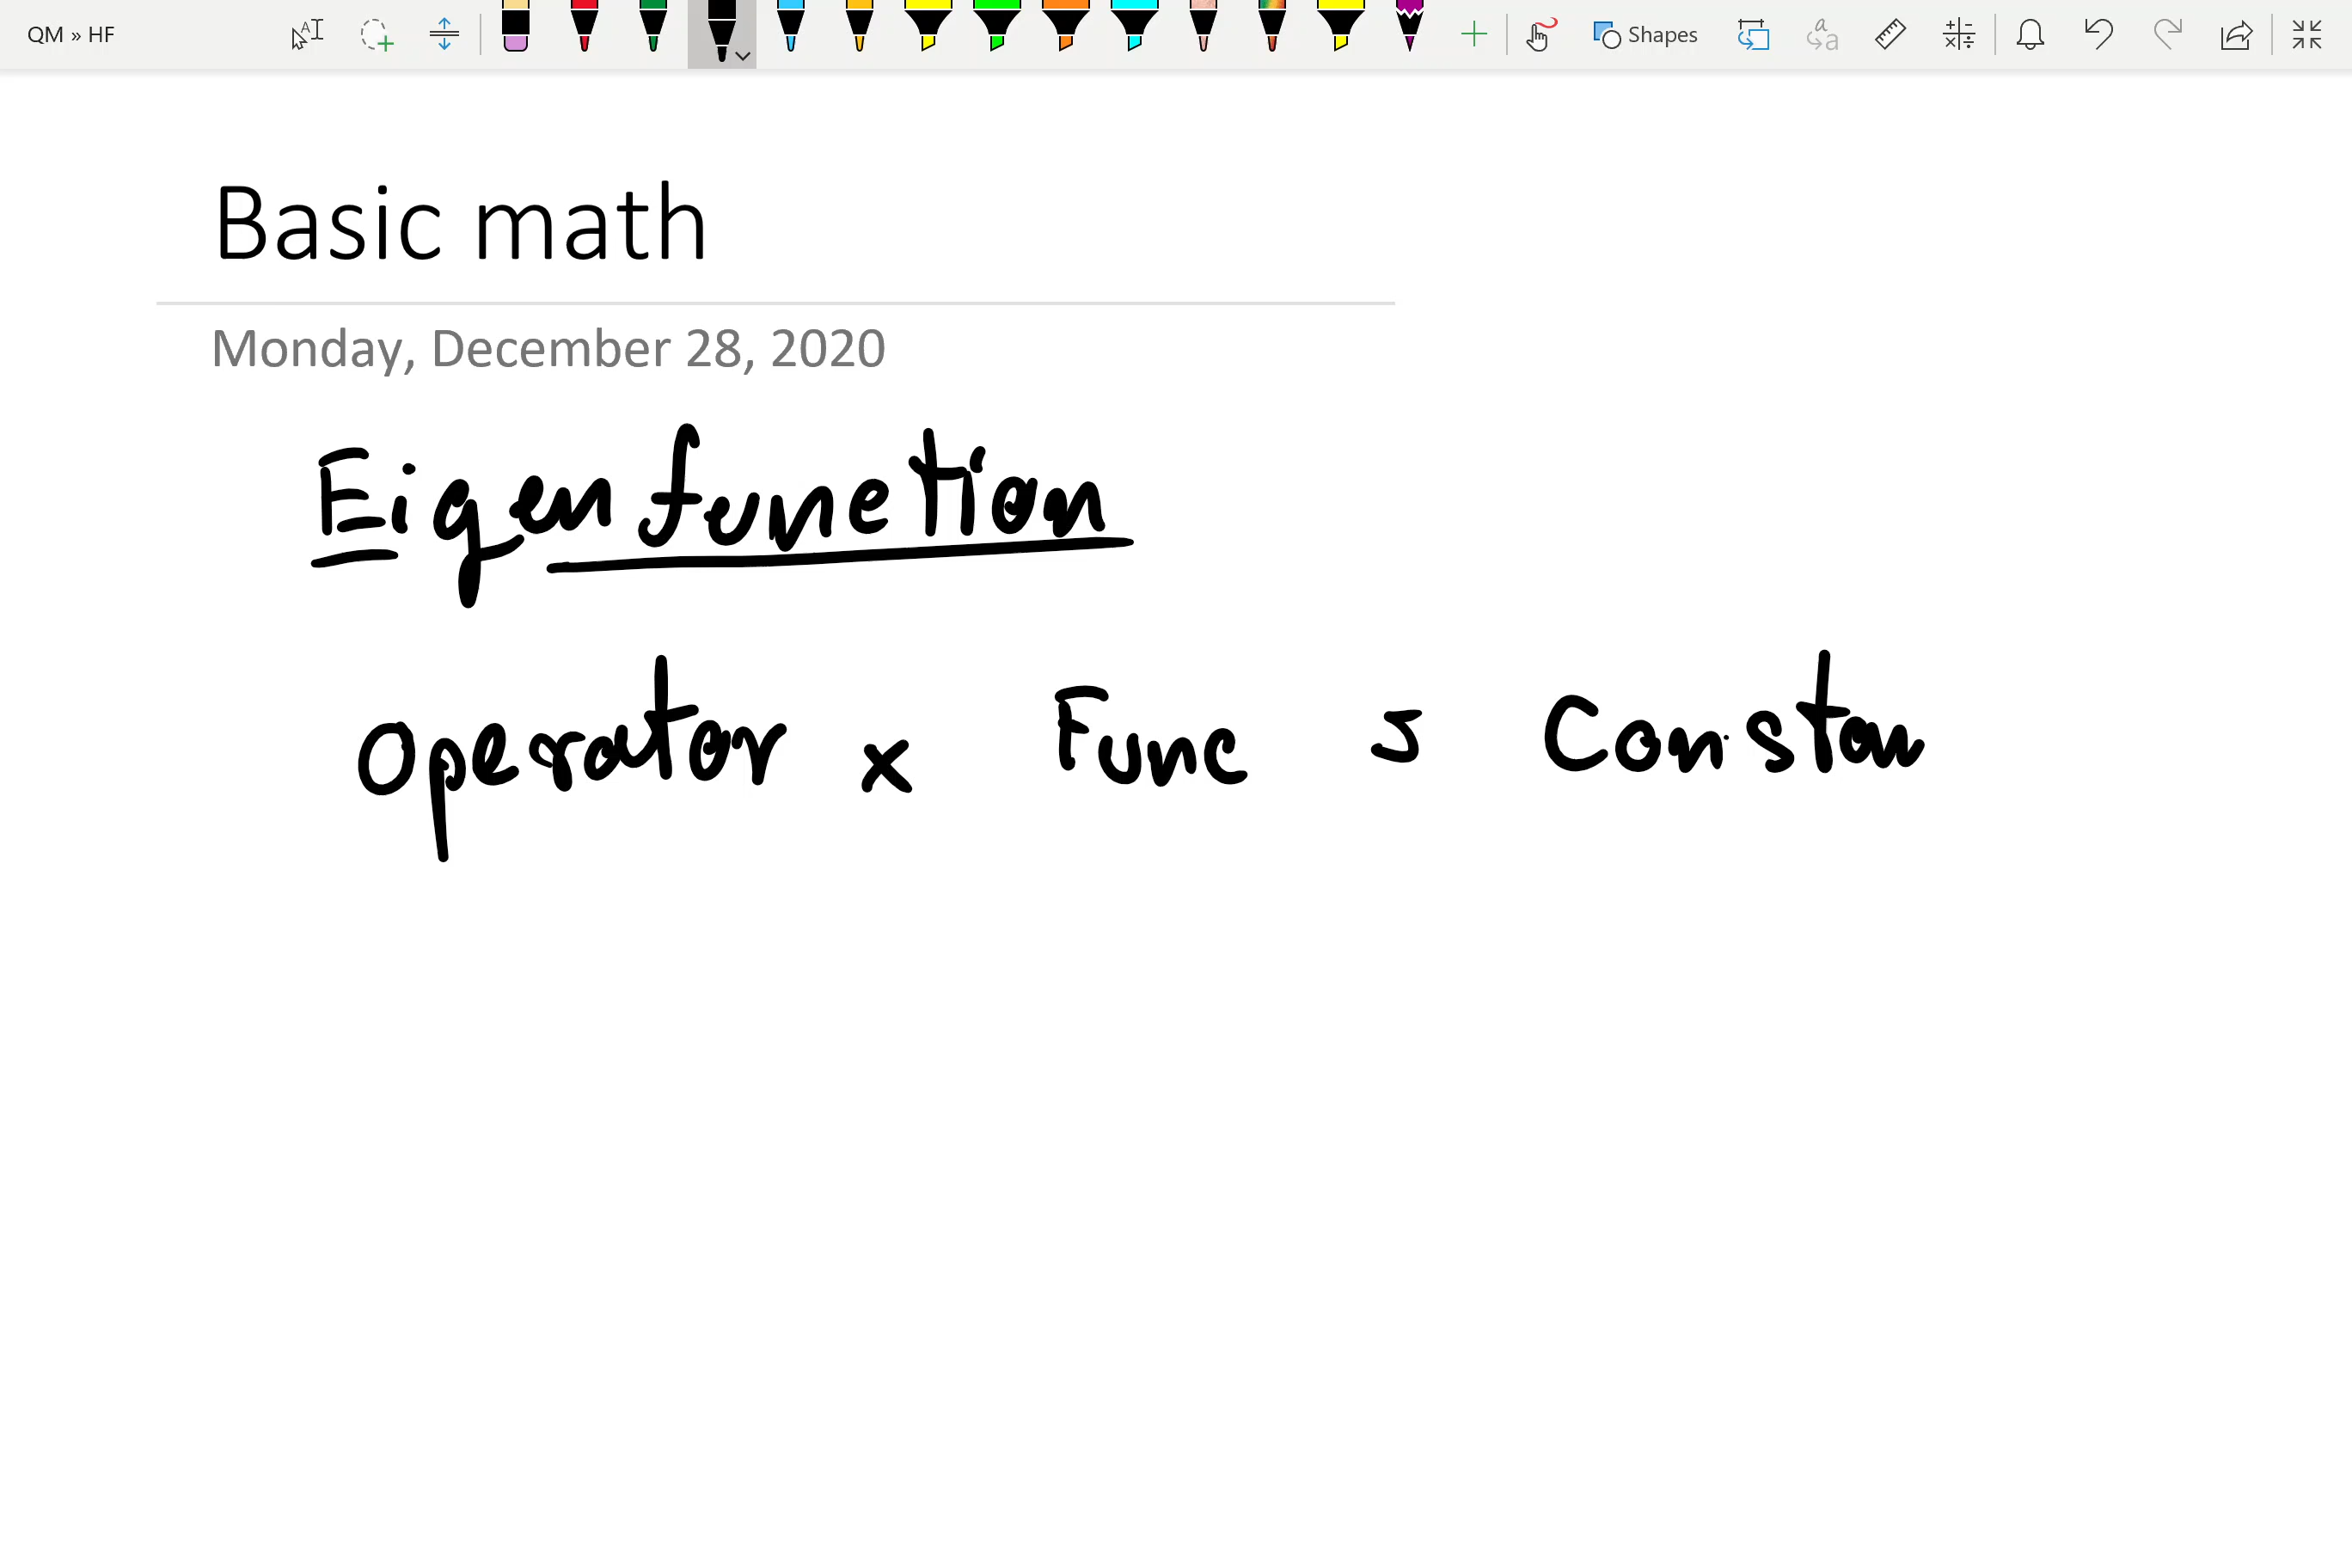 QM » HF
Shapes
Basic math
Monday, December 28, 2020
Eigenfunction
Operator x Func = Constan